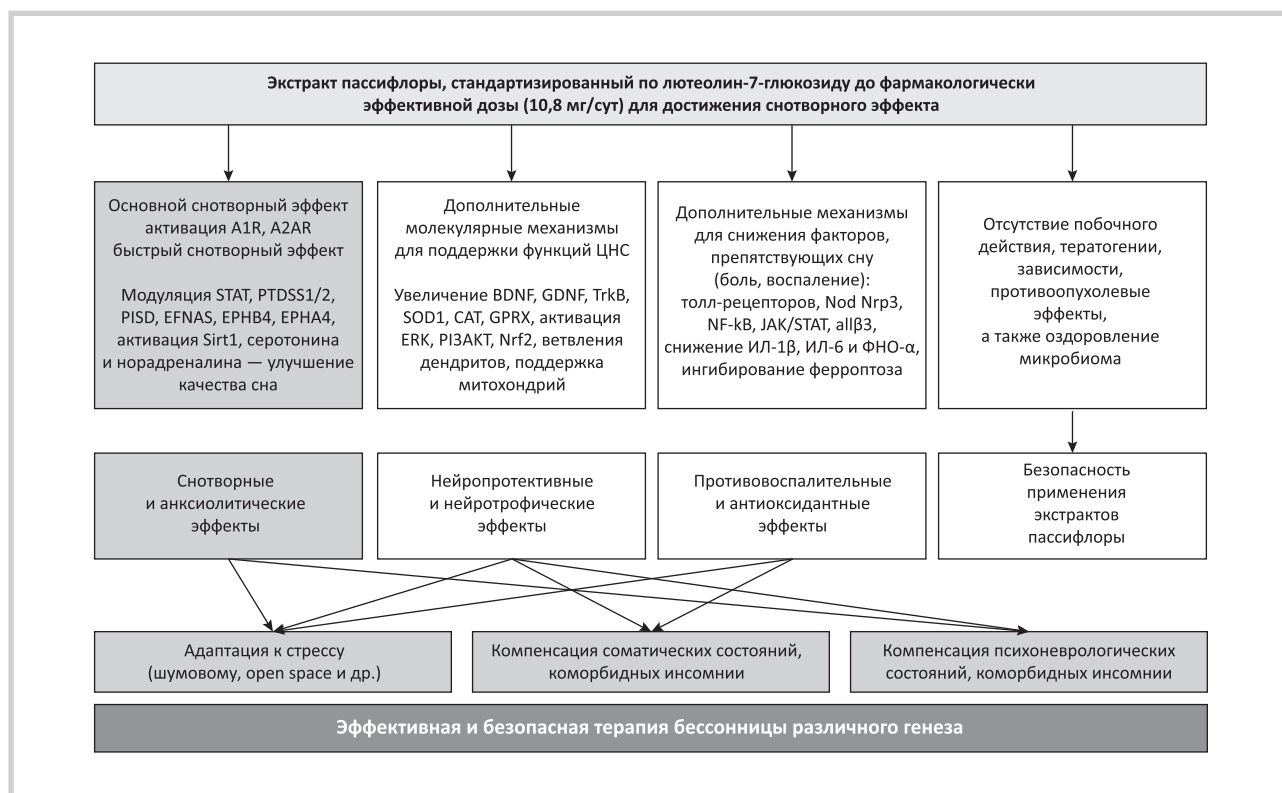 Экстракт пассифлоры, стандартизированный по лютеолин-7-глюкозиду до фармакологически
эффективной дозы (10,8 мг/сут) для достижения снотворного эффекта
Основной снотворный эффект
активация A1R, A2AR
быстрый снотворный эффект
Модуляция STAT, PTDSS1/2,
PISD, EFNAS, EPHB4, EPHA4,
активация Sirt1, серотонина
и норадреналина — улучшение
качества сна
Дополнительные
молекулярные механизмы
для поддержки функций ЦНС
Увеличение BDNF, GDNF, TrkB,
SOD1, CAT, GPRX, активация
ERK, PI3AKT, Nrf2, ветвления
дендритов, поддержка
митохондрий
Дополнительные механизмы
для снижения факторов,
препятствующих сну
(боль, воспаление):
толл-рецепторов, Nod Nrp3,
NF-kB, JAK/STAT, allβ3,
снижение ИЛ-1β, ИЛ-6 и ФНО-α,
ингибирование ферроптоза
Отсутствие побочного
действия, тератогении,
зависимости,
противоопухолевые
эффекты,
а также оздоровление
микробиома
Снотворные
и анксиолитические
эффекты
Нейропротективные
и нейротрофические
эффекты
Противовоспалительные
и антиоксидантные
эффекты
Безопасность
применения
экстрактов
пассифлоры
Адаптация к стрессу
(шумовому, open space и др.)
Компенсация соматических состояний,
коморбидных инсомнии
Компенсация психоневрологических
состояний, коморбидных инсомнии
Эффективная и безопасная терапия бессонницы различного генеза